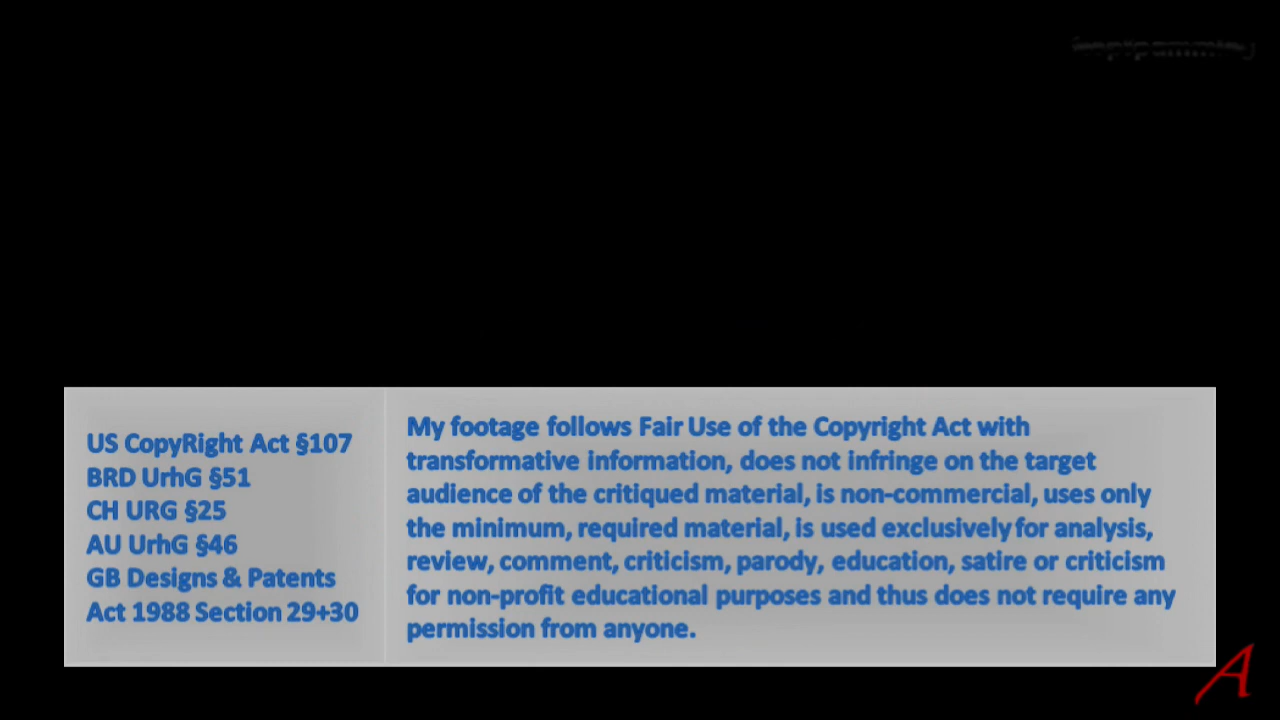 US CopyRight Act §107
BRD UrhG §51
CH URG §25
AU UrhG §46
GB Designs & Patents
Act 1988 Section 29+30
My footage follows Fair Use of the Copyright Act with
transformative information, does not infringe on the target
audience of the critiqued material, is non-commercial, uses only
the minimum, required material, is used exclusively for analysis,
review, comment, criticism, parody, education, satire or criticism
for non-profit educational purposes and thus does not require any
permission from anyone.
A